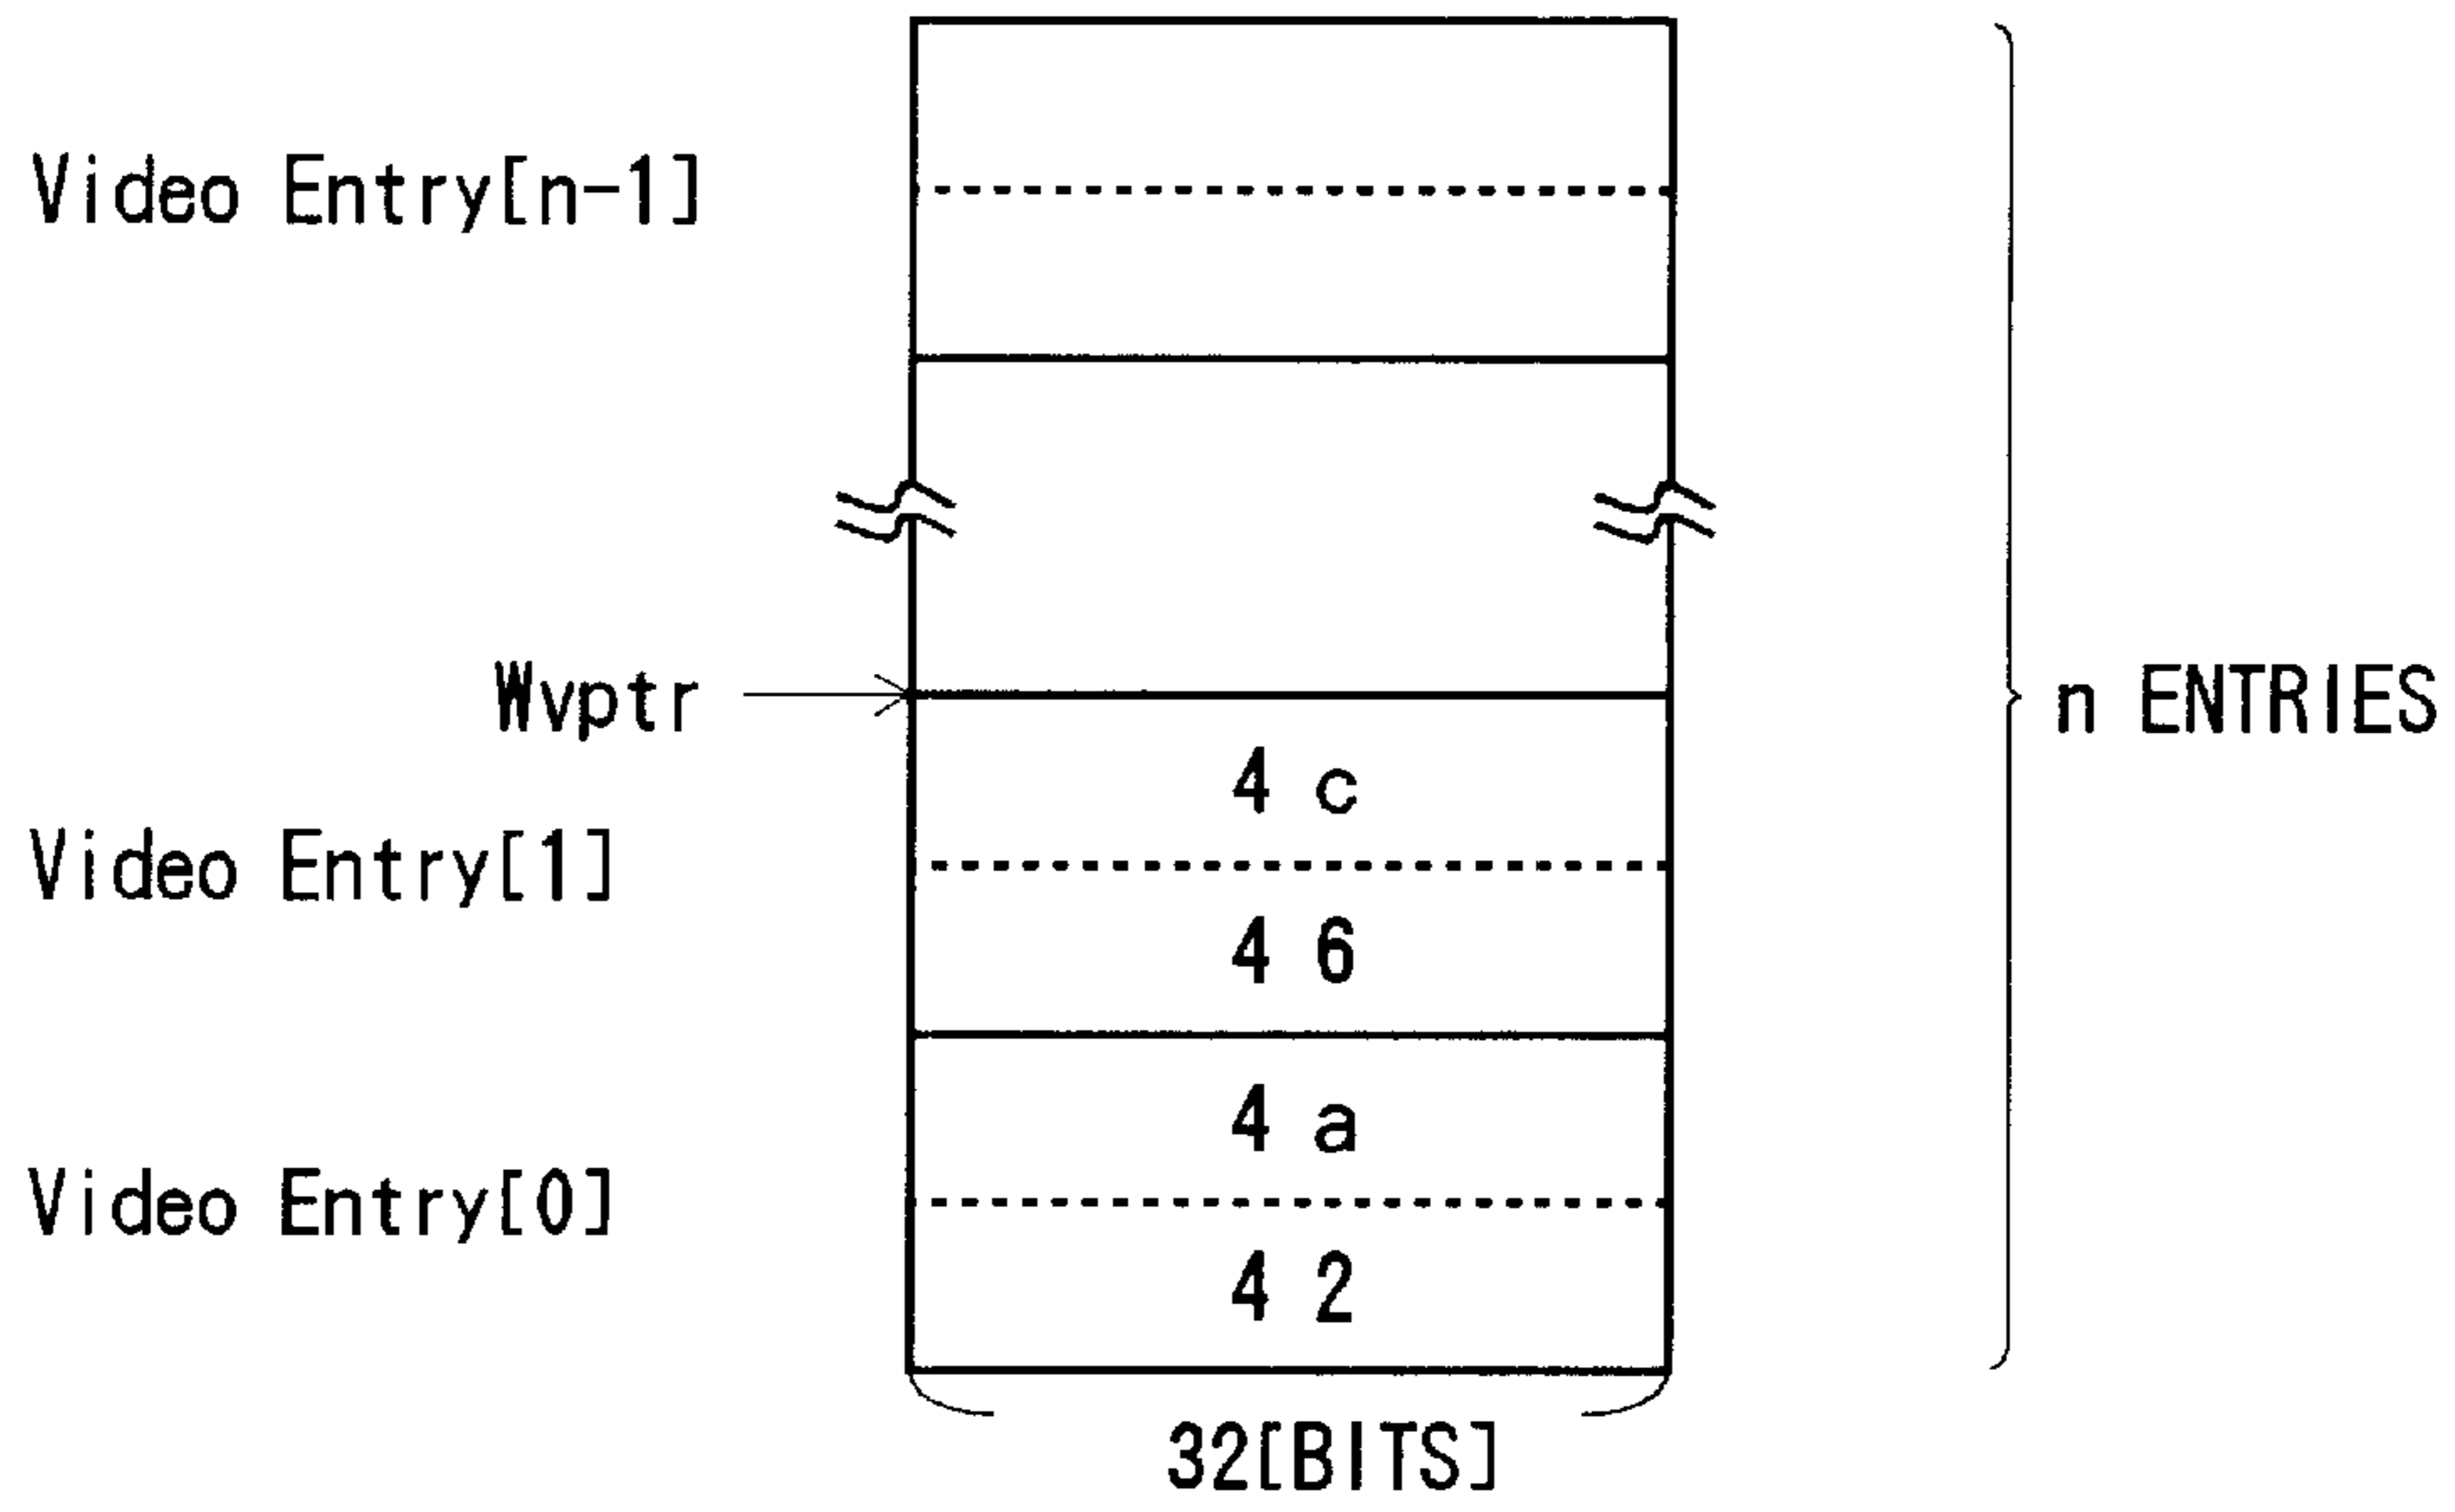 Video Entry[n-1]
Wvptr
n ENTRIES
4 c
Video Entry[1]
4 6
4 a
Video Entry[0]
4 2
32[BITS]